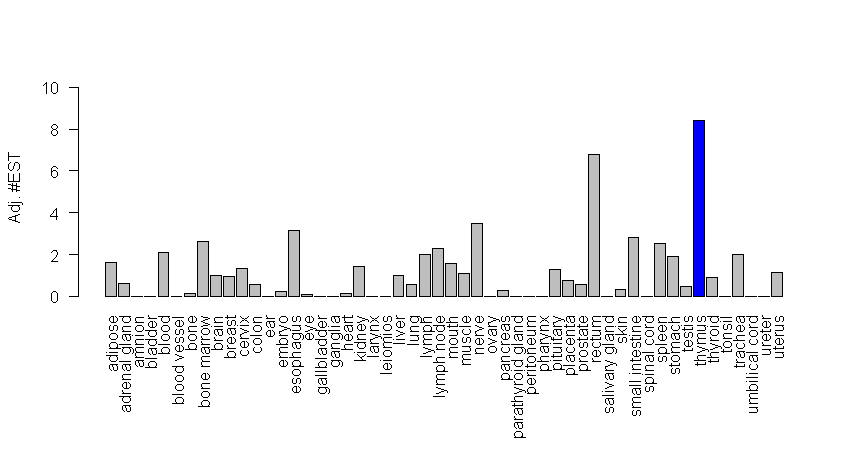 10
8
6
4
2
0
Adj. #EST
adipose
adrenal gland
amnion
bladder
blood
blood vessel
bone
bone marrow
brain
breast
cervix
colon
ear
embryo
esophagus
eye
gallbladder
ganglia
heart
kidney
larynx
leiomios
liver
lung
lymph
lymph node
mouth
muscle
nerve
ovary
pancreas
parathyroid gland
peritoneum
pharynx
pituitary
placenta
prostate
rectum
salivary gland
skin
small intestine
spinal cord
spleen
stomach
testis
thymus
thyroid
tonsil
trachea
umbilical cord
ureter
uterus